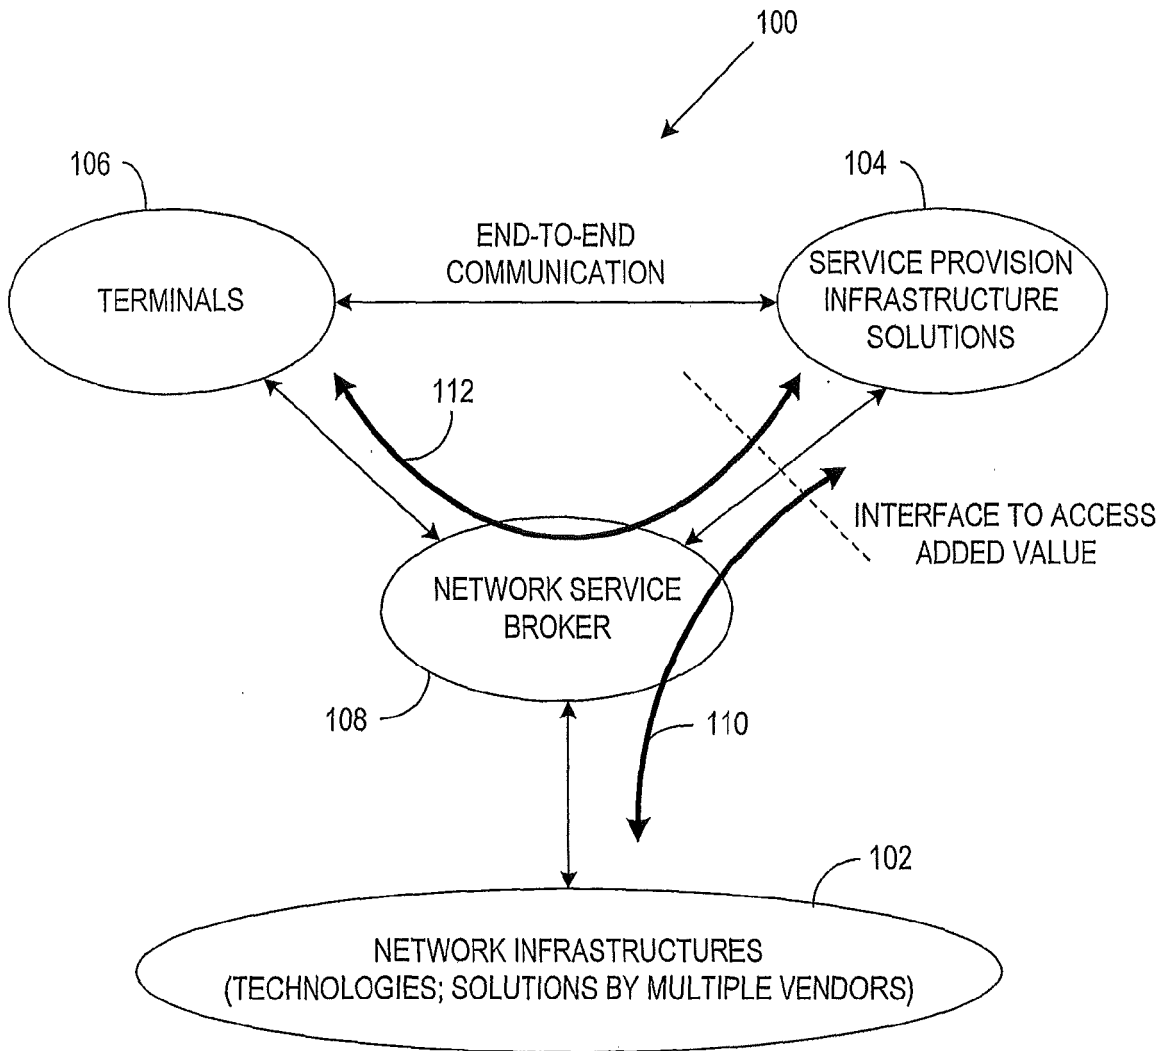 100
106
104
END-TO-END
COMMUNICATION
SERVICE PROVISION
INFRASTRUCTURE
SOLUTIONS
TERMINALS
112
INTERFACE TO ACCESS
ADDED VALUE
NETWORK SERVICE
BROKER
108
110
102
NETWORK INFRASTRUCTURES
(TECHNOLOGIES; SOLUTIONS BY MULTIPLE VENDORS)